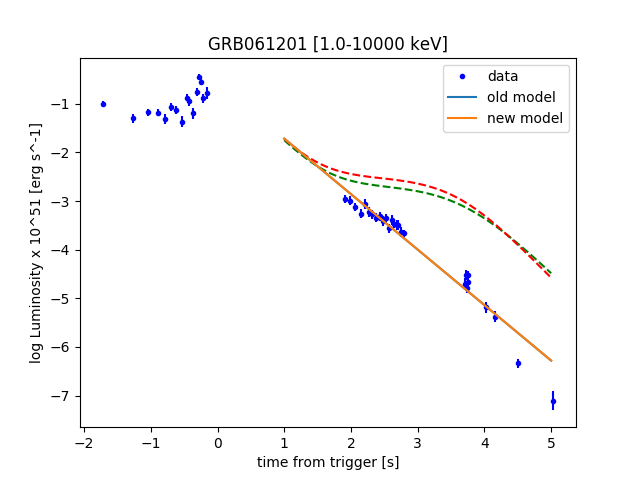 GRB061201 [1.0-10000 keV]
data
old model
new model
−1
−2
−3
−4
−5
−6
−7
log Luminosity x 10^51 [erg s^-1]
−2
−1
0
1
2
3
4
5
time from trigger [s]